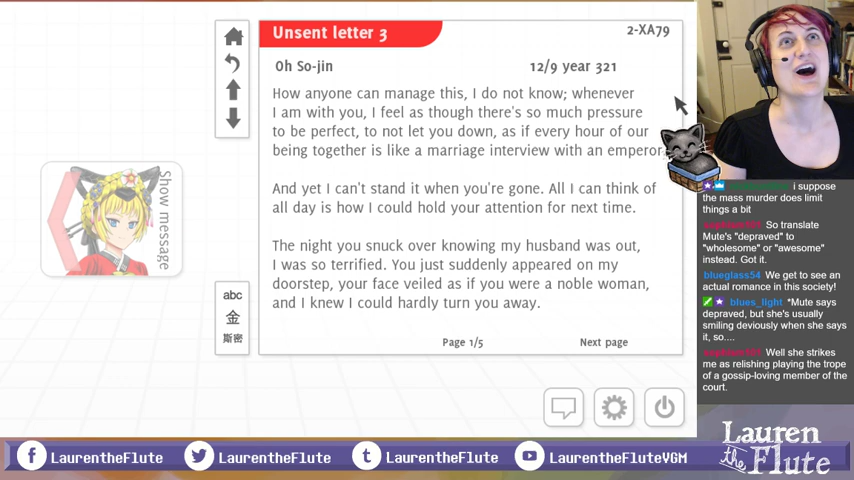 Unsent letter 3
2-XA79
Oh So-jin
12/9 year 321
How anyone can manage this, I do not know; whenever
I am with you, I feel as though there's so much pressure
to be perfect, to not let you down, as if every hour of our
being together is like a marriage interview with an emperor
And yet I can't stand it when you're gone. All I can think of
all day is how I could hold your attention for next time.
The night you snuck over knowing my husband was out,
I was so terrified. You just suddenly appeared on my
doorstep, your face veiled as if you were a noble woman,
and I knew I could hardly turn you away.
Page 1/5
Next page
Show message
abc
金
斯密
i suppose
the mass murder does limit
things a bit
So translate
Mute's "depraved" to
"wholesome" or "awesome"
instead. Got it.
blueglass54 We get to see an
actual romance in this society!
blues_light *Mute says
depraved, but she's usually
smiling deviously when she says
it, so....
Well she strikes
me as relishing playing the trope
of a gossip-loving member of the
court.
Lauren
the Flute
LaurentheFlute
LaurentheFlute
LaurentheFlute
LaurentheFluteVGM